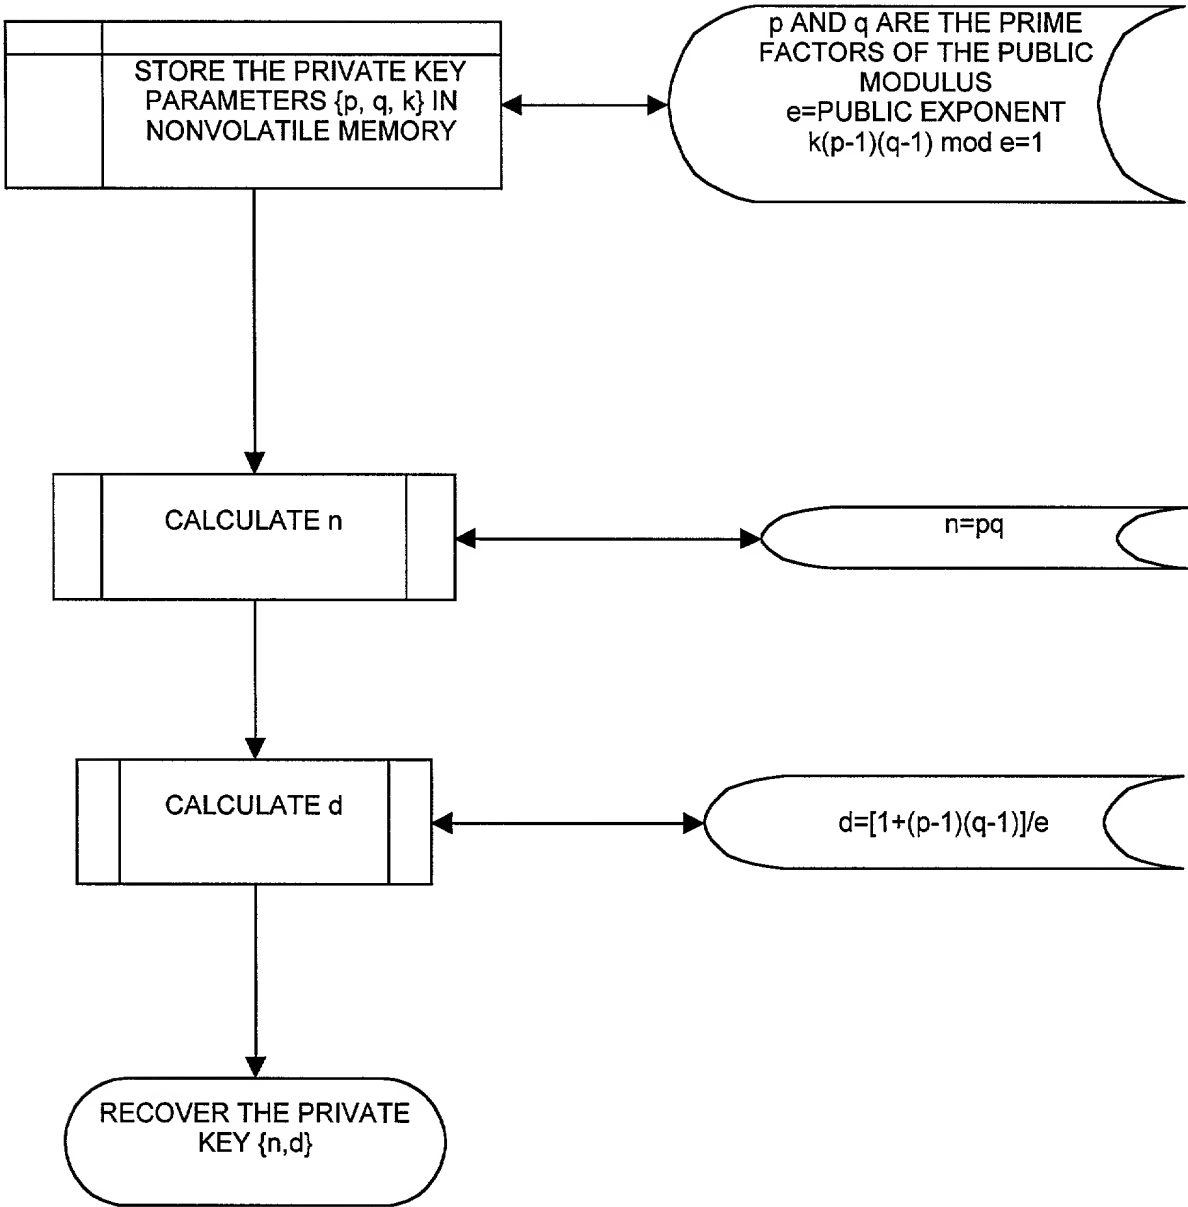 STORE THE PRIVATE KEY
PARAMETERS {p, q, k} IN
NONVOLATILE MEMORY
p AND q ARE THE PRIME
FACTORS OF THE PUBLIC
MODULUS
e=PUBLIC EXPONENT
k(p-1)(q-1) mod e=1
CALCULATE n
n=pq
CALCULATE d
d=[1+(p-1)(q-1)]/e
RECOVER THE PRIVATE
KEY {n,d}